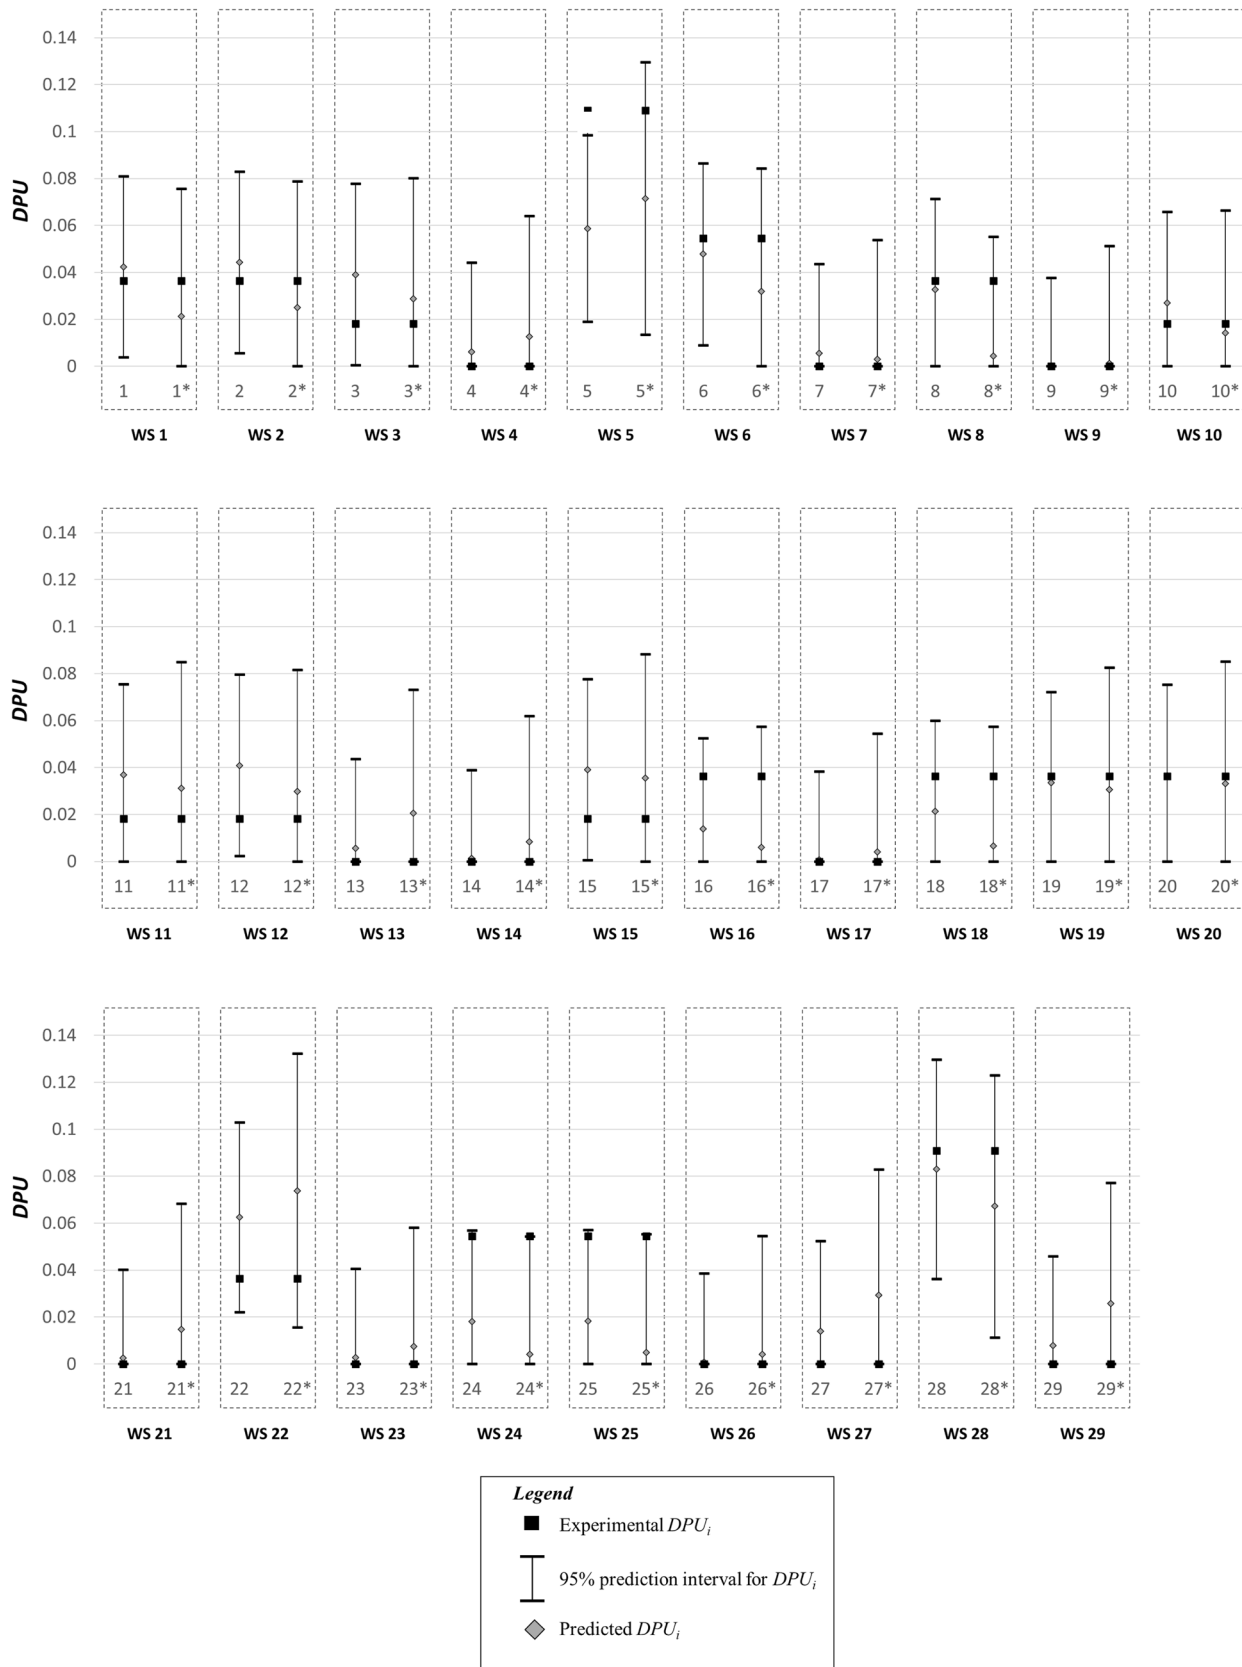 0.14
0.12
0.1
0.08
0.06
0.04
0.02
0
DPU
1 1* 2 2* 3 3* 4 4* 5 5* 6 6* 7 7* 8 8* 9 9* 10 10*
WS 1 WS 2 WS 3 WS 4 WS 5 WS 6 WS 7 WS 8 WS 9 WS 10
0.14
0.12
0.1
0.08
0.06
0.04
0.02
0
DPU
11 11* 12 12* 13 13* 14 14* 15 15* 16 16* 17 17* 18 18* 19 19* 20 20*
WS 11 WS 12 WS 13 WS 14 WS 15 WS 16 WS 17 WS 18 WS 19 WS 20
0.14
0.12
0.1
0.08
0.06
0.04
0.02
0
DPU
21 21* 22 22* 23 23* 24 24* 25 25* 26 26* 27 27* 28 28* 29 29*
WS 21 WS 22 WS 23 WS 24 WS 25 WS 26 WS 27 WS 28 WS 29
Legend
Experimental DPUi
95% prediction interval for DPUi
Predicted DPUi